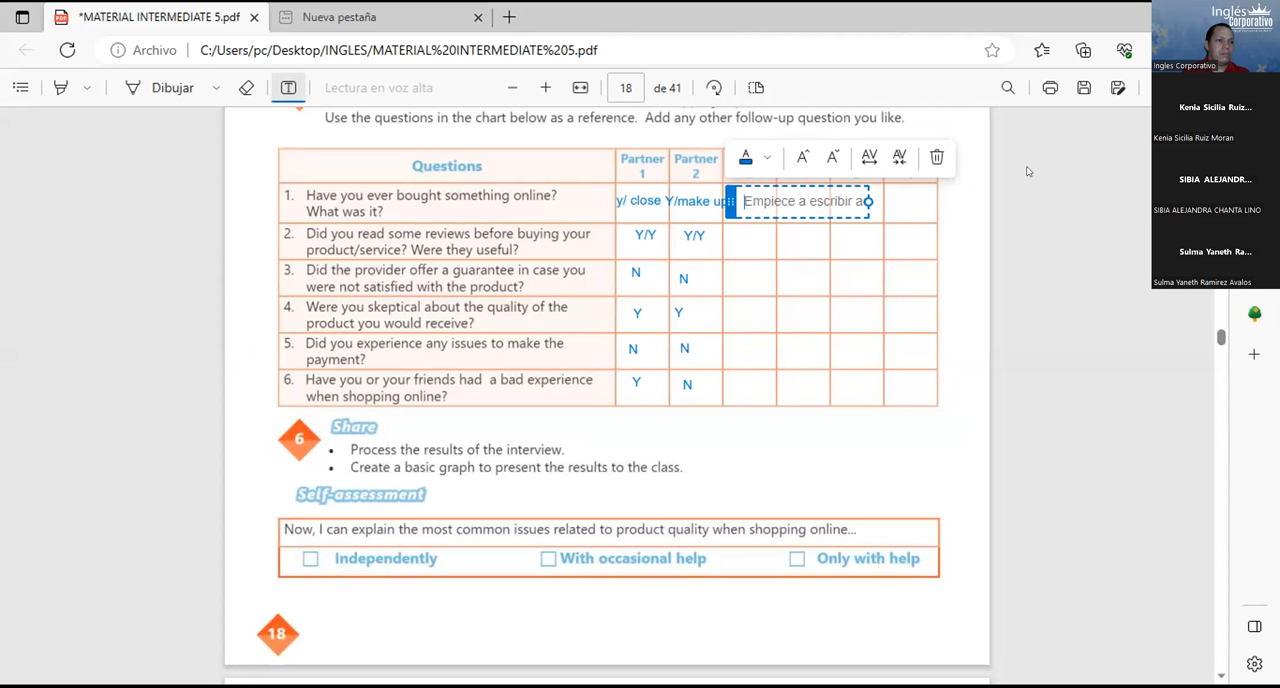 *MATERIAL INTERMEDIATE 5.pdf
Nueva pestaña
Archivo
C:/Users/pc/Desktop/INGLES/MATERIAL%20INTERMEDIATE%205.pdf
Dibujar
Lectura en voz alta
18
de 41
Use the questions in the chart below as a reference. Add any other follow-up question you like.
Questions
Partner 1
Partner 2
1. Have you ever bought something online? What was it?
y/ close
Y/make up
Empiece a escribir a
2. Did you read some reviews before buying your product/service? Were they useful?
Y/Y
Y/Y
3. Did the provider offer a guarantee in case you were not satisfied with the product?
N
N
4. Were you skeptical about the quality of the product you would receive?
Y
Y
5. Did you experience any issues to make the payment?
N
N
6. Have you or your friends had a bad experience when shopping online?
Y
N
6
Share
• Process the results of the interview.
• Create a basic graph to present the results to the class.
Self-assessment
Now, I can explain the most common issues related to product quality when shopping online...
Independently
With occasional help
Only with help
18
Inglés
Corporativo
Ingles Corporativo
Kenia Sicilia Ruiz...
Kenia Sicilia Ruiz Moran
SIBIA ALEJANDR...
SIBIA ALEJANDRA CHANTA LINO
Sulma Yaneth Ra...
Sulma Yaneth Ramirez Avalos